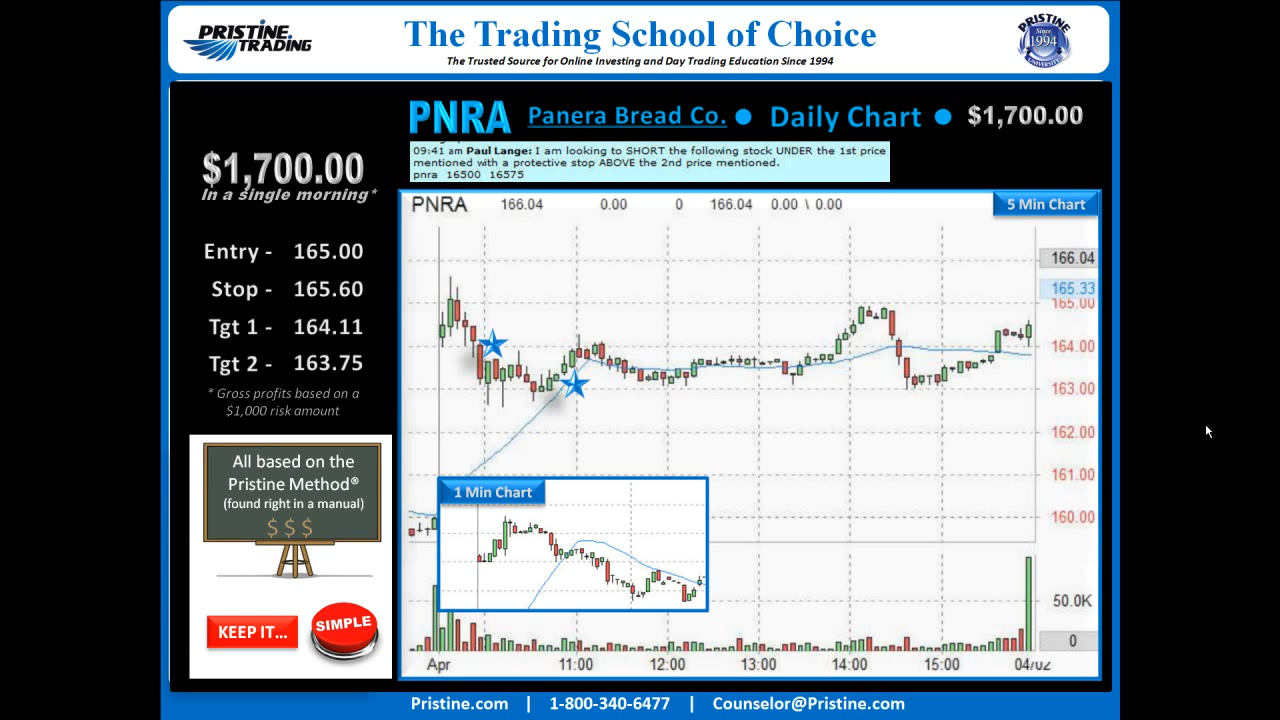 PRISTINE
TRADING
The Trading School of Choice
The Trusted Source for Online Investing and Day Trading Education Since 1994
PRISTINE
Since
1994
UNIVERSITY
PNRA Panera Bread Co. ● Daily Chart ● $1,700.00
09:41 am Paul Lange: I am looking to SHORT the following stock UNDER the 1st price
mentioned with a protective stop ABOVE the 2nd price mentioned.
pnra 16500 16575
$1,700.00
In a single morning*
Entry - 165.00
Stop - 165.60
Tgt 1 - 164.11
Tgt 2 - 163.75
* Gross profits based on a
$1,000 risk amount
All based on the
Pristine Method®
(found right in a manual)
$ $ $
KEEP IT...
SIMPLE
PNRA 166.04 0.00 0 166.04 0.00 \ 0.00
5 Min Chart
166.04
165.33
165.00
164.00
163.00
162.00
161.00
160.00
50.0K
0
1 Min Chart
Apr 11:00 12:00 13:00 14:00 15:00 04/02
Pristine.com | 1-800-340-6477 | Counselor@Pristine.com